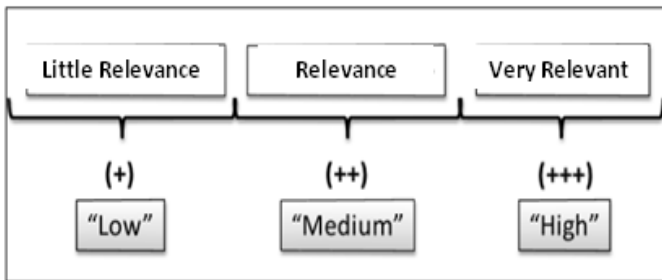 Little Relevance Relevance Very Relevant
(+) (++) (+++)
“Low” “Medium” “High”